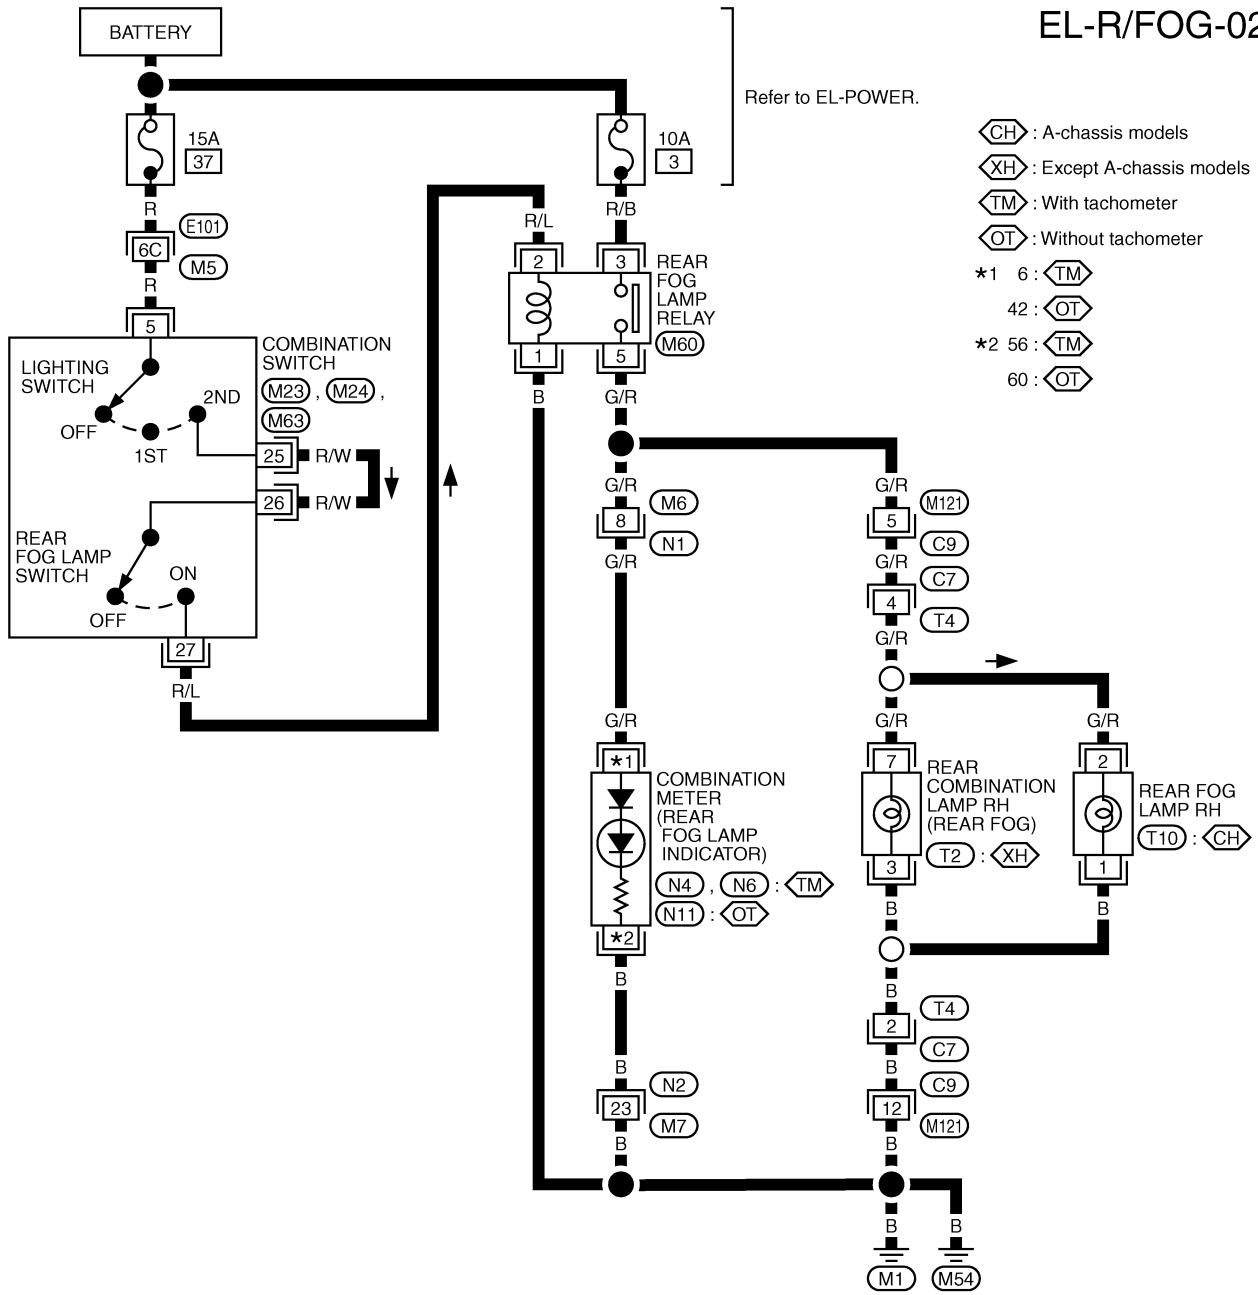 EL-R/FOG-02
BATTERY
Refer to EL-POWER.
15A
37
10A
3
CH : A-chassis models
XH : Except A-chassis models
TM : With tachometer
OT : Without tachometer
*1 6 : TM
42 : OT
*2 56 : TM
60 : OT
R
E101
6C
M5
R
5
R/L
R/B
2
3
REAR
FOG
LAMP
RELAY
M60
1
5
B
G/R
LIGHTING
SWITCH
OFF
1ST
2ND
COMBINATION
SWITCH
M23 , M24 ,
M63
25
R/W
26
R/W
REAR
FOG LAMP
SWITCH
ON
OFF
27
R/L
G/R
M6
8
N1
G/R
G/R
M121
5
C9
G/R
C7
4
T4
G/R
G/R
G/R
G/R
*1
COMBINATION
METER
(REAR
FOG LAMP
INDICATOR)
N4 , N6 : TM
N11 : OT
*2
7
REAR
COMBINATION
LAMP RH
(REAR FOG)
T2 : XH
3
2
REAR FOG
LAMP RH
T10 : CH
1
B
B
B
B
T4
2
C7
B
B
N2
23
M7
C9
12
M121
B
B
B
B
M1
M54